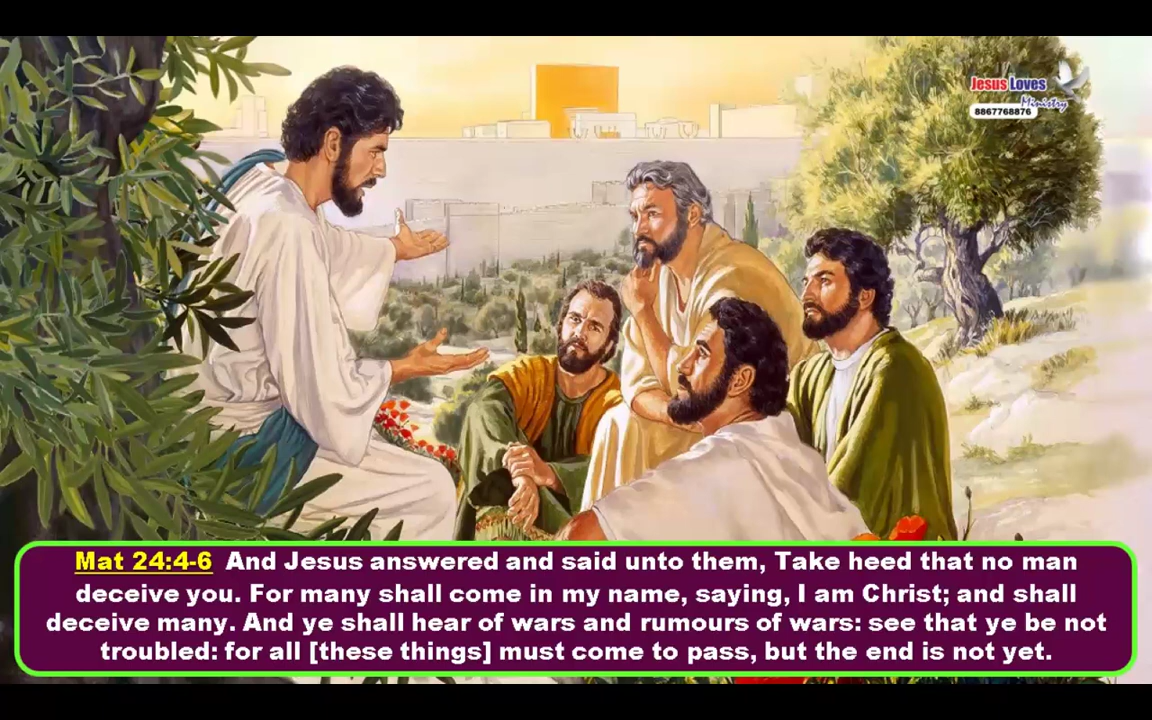 Jesus Loves
Ministry
8867768876
Mat 24:4-6 And Jesus answered and said unto them, Take heed that no man
deceive you. For many shall come in my name, saying, I am Christ; and shall
deceive many. And ye shall hear of wars and rumours of wars: see that ye be not
troubled: for all [these things] must come to pass, but the end is not yet.